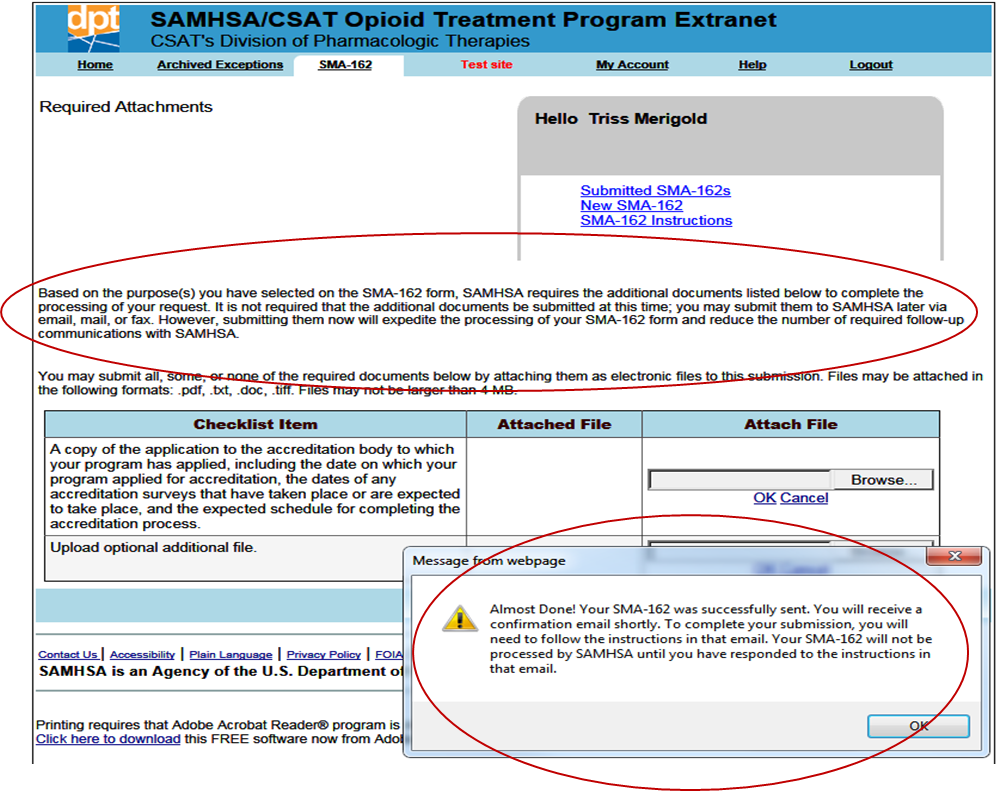 dpt
SAMHSA/CSAT Opioid Treatment Program Extranet
CSAT's Division of Pharmacologic Therapies
Home Archived Exceptions SMA-162 Test site My Account Help Logout
Required Attachments
Hello Triss Merigold
Submitted SMA-162s
New SMA-162
SMA-162 Instructions
Based on the purpose(s) you have selected on the SMA-162 form, SAMHSA requires the additional documents listed below to complete the
processing of your request. It is not required that the additional documents be submitted at this time; you may submit them to SAMHSA later via
email, mail, or fax. However, submitting them now will expedite the processing of your SMA-162 form and reduce the number of required follow-up
communications with SAMHSA.
You may submit all, some, or none of the required documents below by attaching them as electronic files to this submission. Files may be attached in
the following formats: .pdf, .txt, .doc, .tiff. Files may not be larger than 4 MB.
Checklist Item Attached File Attach File
A copy of the application to the accreditation body to which
your program has applied, including the date on which your
program applied for accreditation, the dates of any
accreditation surveys that have taken place or are expected
to take place, and the expected schedule for completing the
accreditation process.
Browse...
OK Cancel
Upload optional additional file.
Message from webpage
Almost Done! Your SMA-162 was successfully sent. You will receive a
confirmation email shortly. To complete your submission, you will
need to follow the instructions in that email. Your SMA-162 will not be
processed by SAMHSA until you have responded to the instructions in
that email.
OK
Contact Us | Accessibility | Plain Language | Privacy Policy | FOIA
SAMHSA is an Agency of the U.S. Department of
Printing requires that Adobe Acrobat Reader® program is
Click here to download this FREE software now from Adob